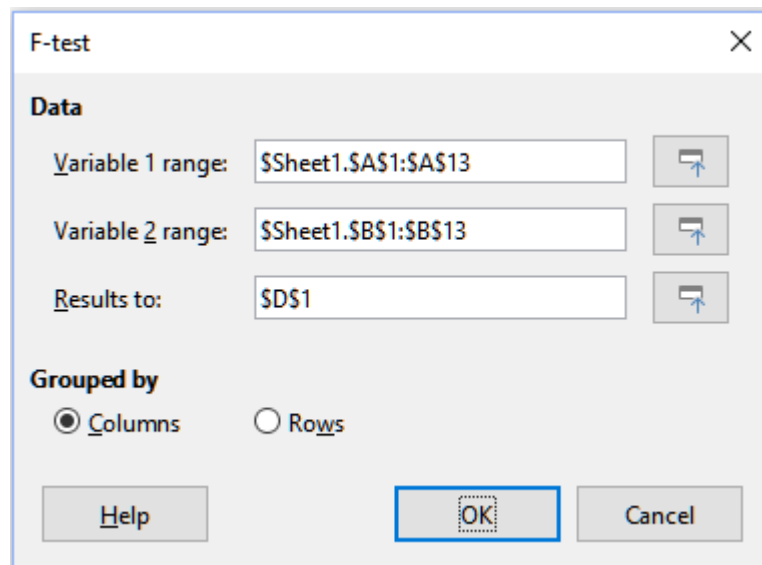 F-test
Data
Variable 1 range: $Sheet1.$A$1:$A$13
Variable 2 range: $Sheet1.$B$1:$B$13
Results to: $D$1
Grouped by
Columns Rows
Help OK Cancel